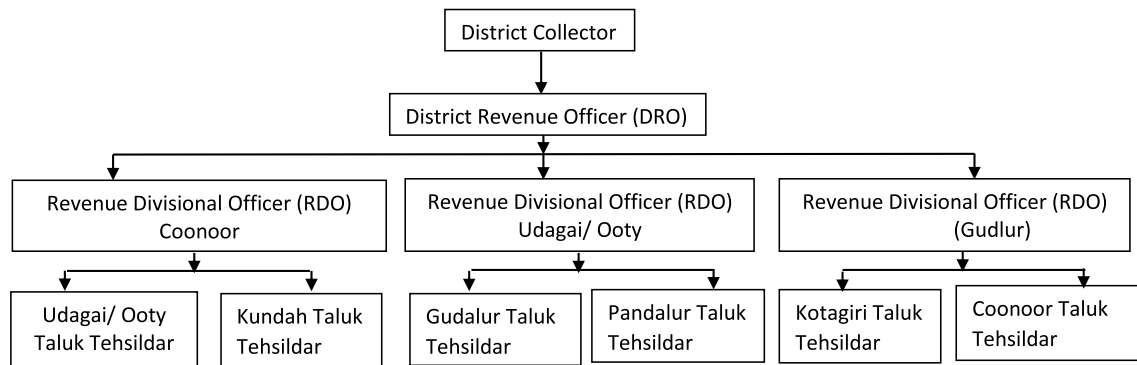 District Collector
District Revenue Officer (DRO)
Revenue Divisional Officer (RDO)
Coonoor
Revenue Divisional Officer (RDO)
Udagai/ Ooty
Revenue Divisional Officer (RDO)
(Gudlur)
Udagai/ Ooty
Taluk Tehsildar
Kundah Taluk
Tehsildar
Gudalur Taluk
Tehsildar
Pandalur Taluk
Tehsildar
Kotagiri Taluk
Tehsildar
Coonoor Taluk
Tehsildar